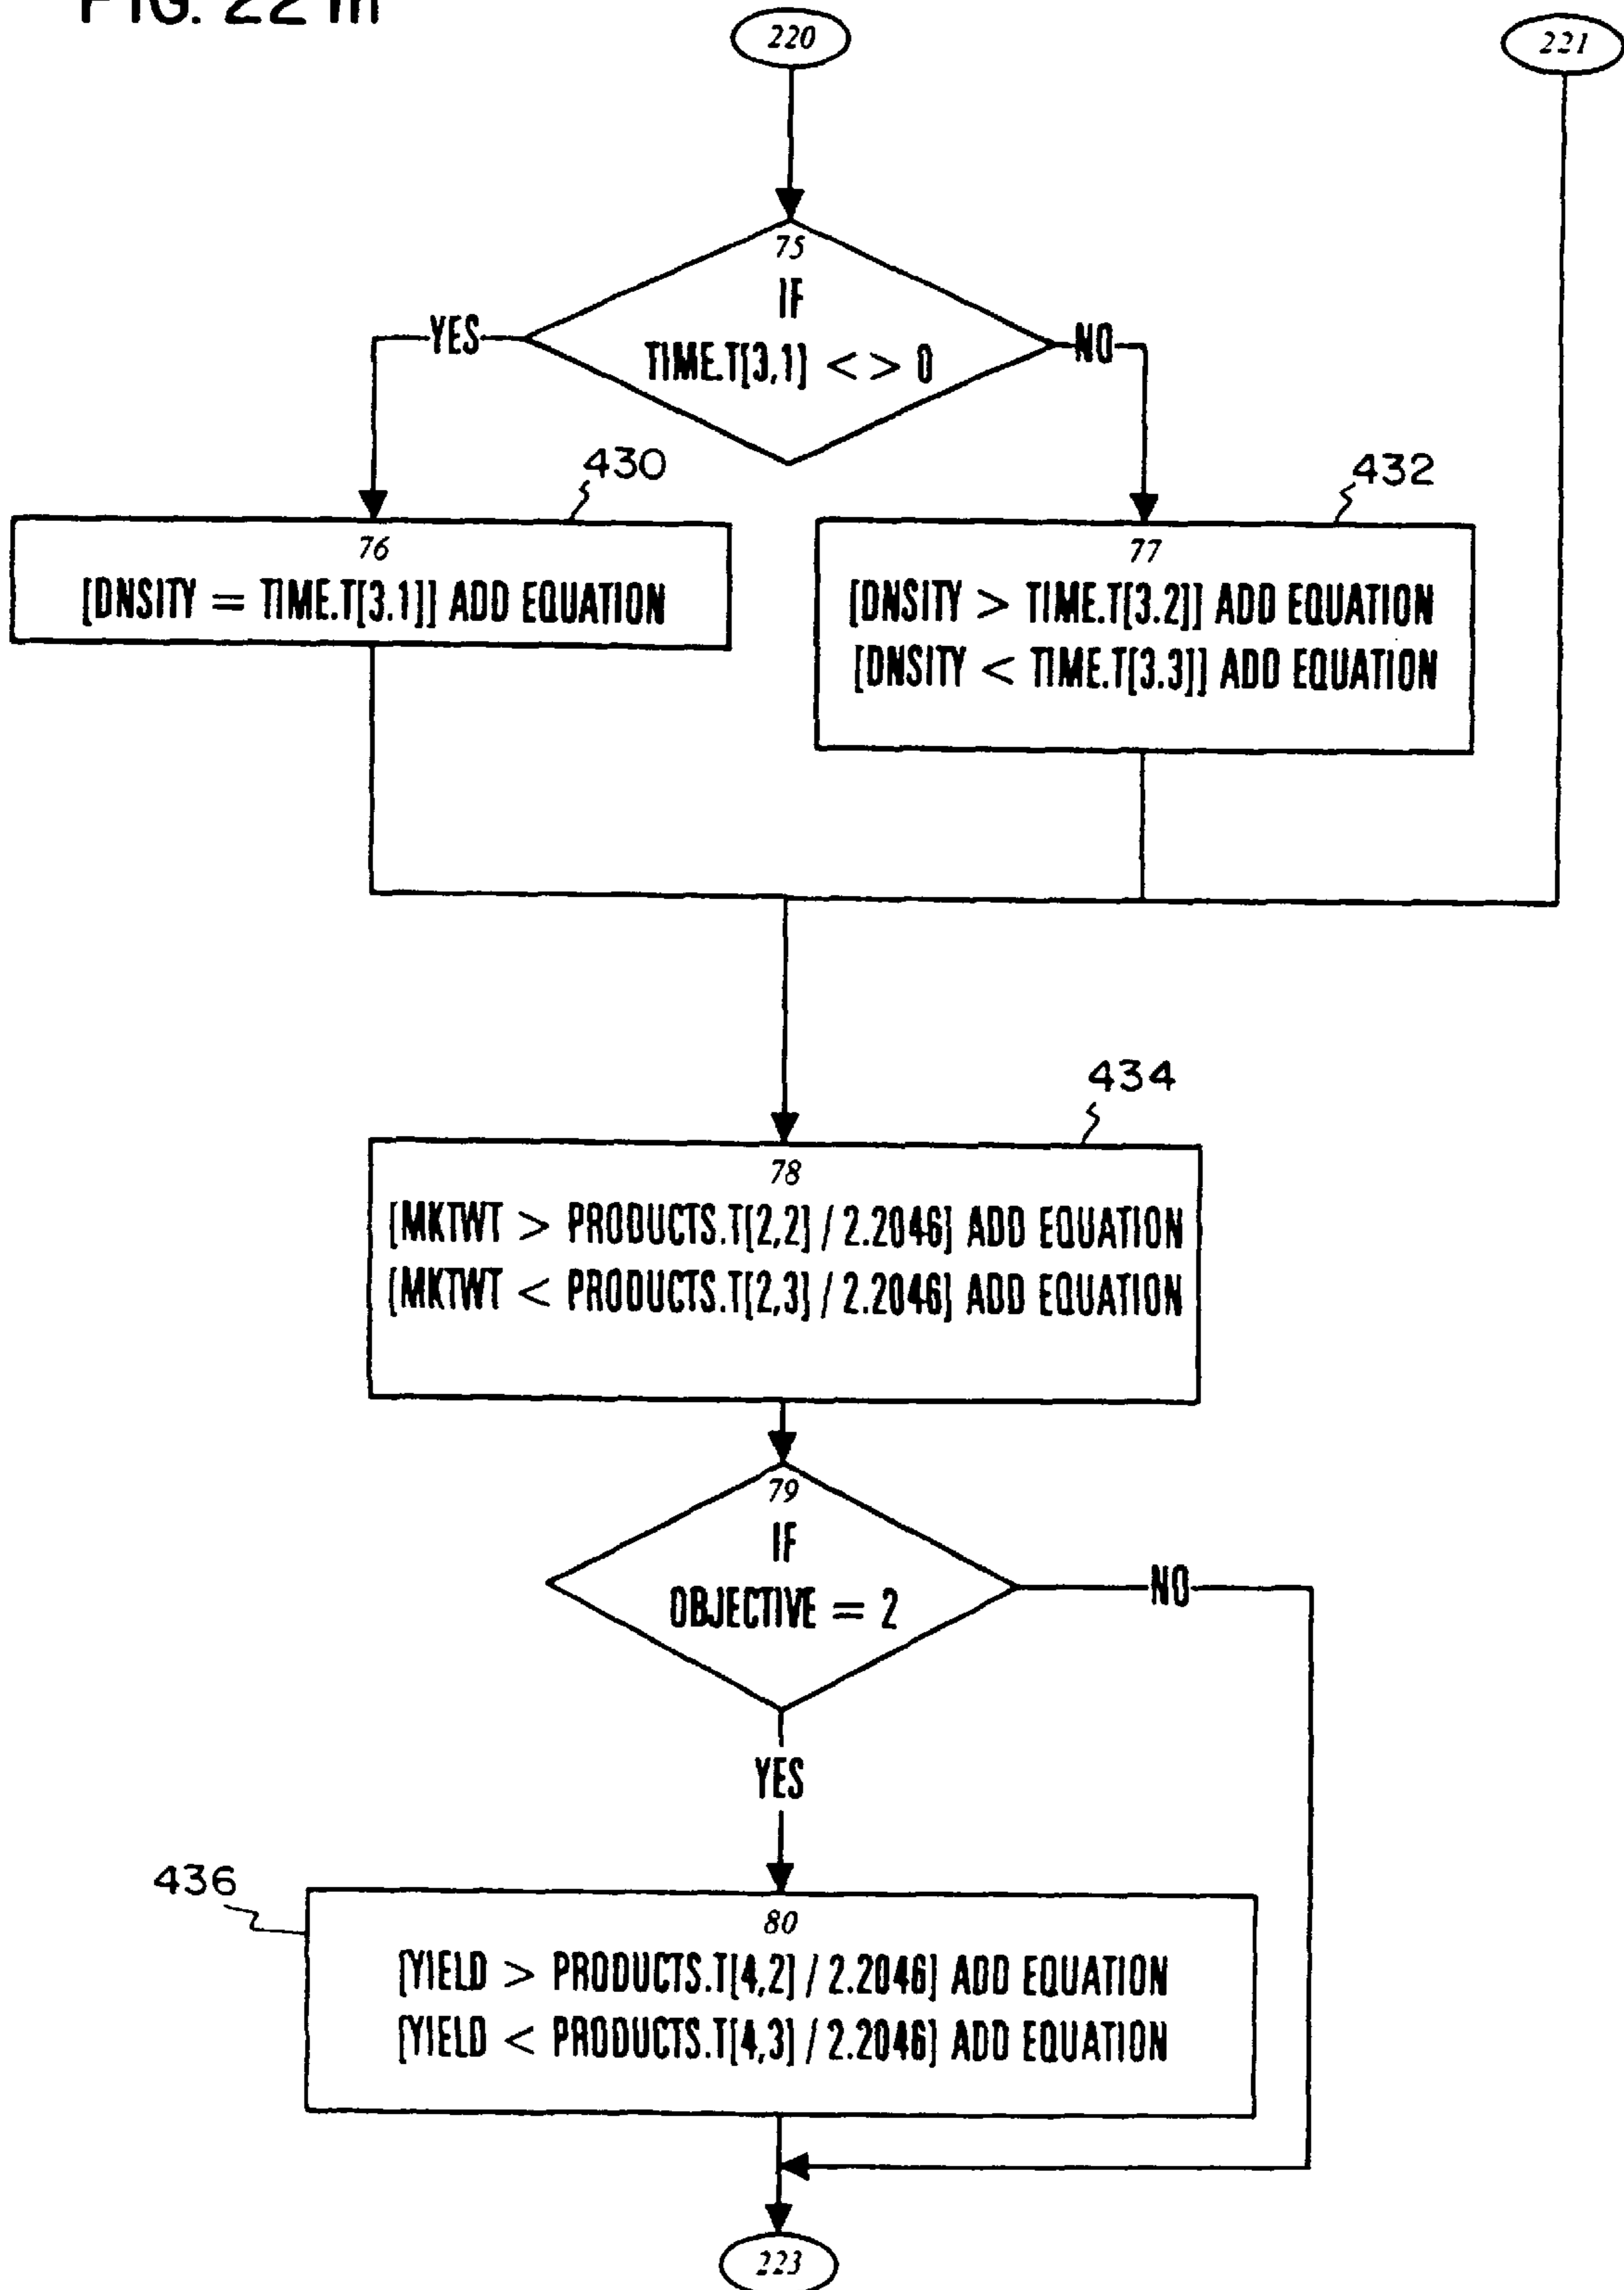 FIG. 22 m
220
221
75
IF
TIME.T[3,1] < > 0
YES
NO
430
432
76
[DNSITY = TIME.T[3.1]] ADD EQUATION
77
[DNSITY > TIME.T[3.2]] ADD EQUATION
[DNSITY < TIME.T[3.3]] ADD EQUATION
434
78
[MKTWT > PRODUCTS.T[2,2] / 2.2046] ADD EQUATION
[MKTWT < PRODUCTS.T[2,3] / 2.2046] ADD EQUATION
79
IF
OBJECTIVE = 2
NO
YES
436
80
[YIELD > PRODUCTS.T[4,2] / 2.2046] ADD EQUATION
[YIELD < PRODUCTS.T[4,3] / 2.2046] ADD EQUATION
223